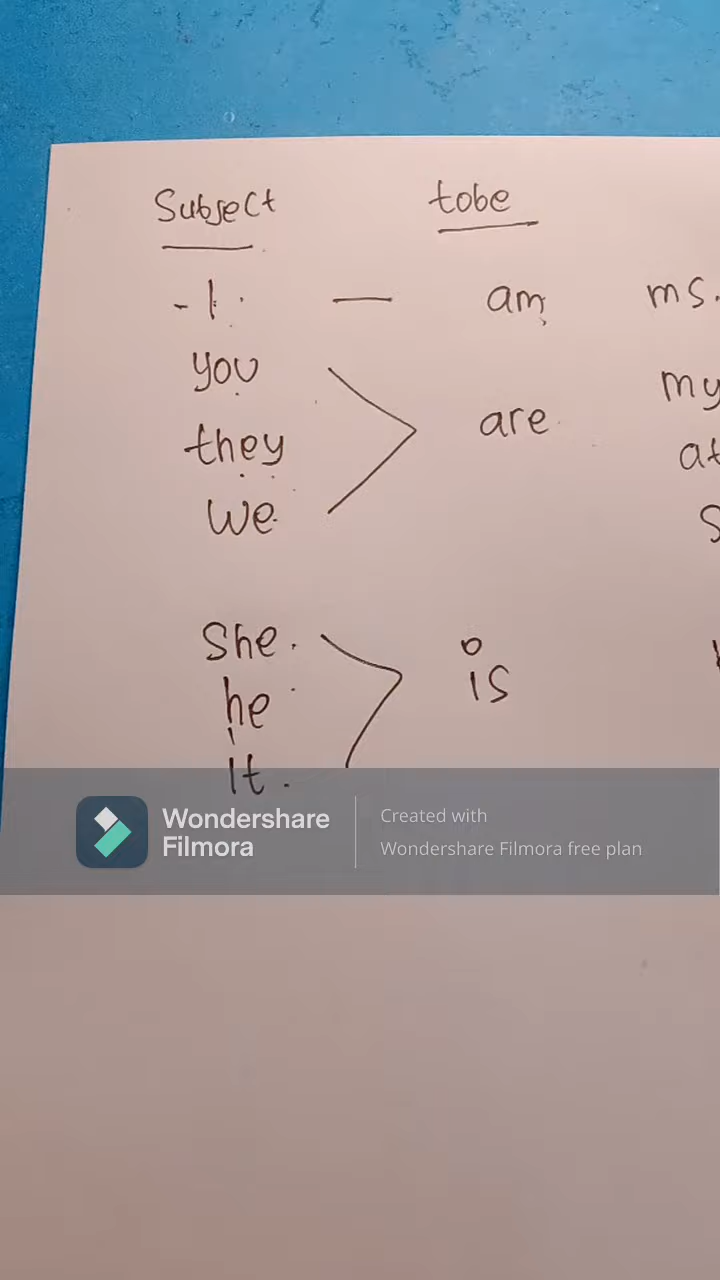 Subject tobe
- I. — am ms.
you my
they are at
we
She.
he is
It.
Wondershare
Filmora
Created with
Wondershare Filmora free plan